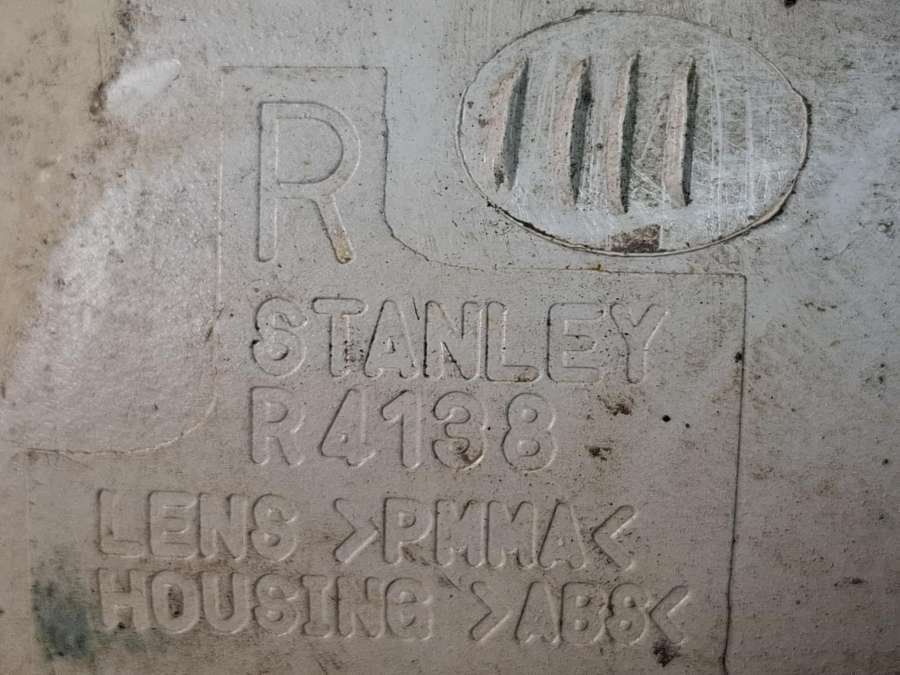 R
STANLEY
R4138
LENS >PMMA<
HOUSING >ABS<